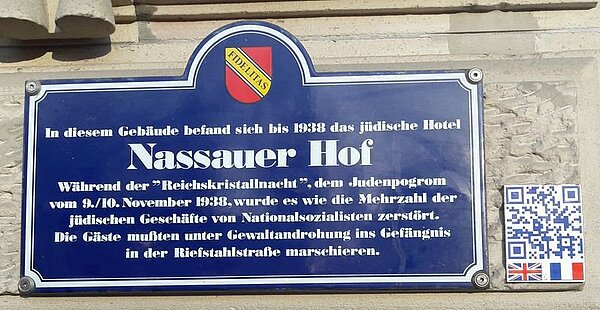 FIDELITAS
In diesem Gebäude befand sich bis 1938 das jüdische Hotel
Nassauer Hof
Während der "Reichskristallnacht", dem Judenpogrom
vom 9./10. November 1938, wurde es wie die Mehrzahl der
jüdischen Geschäfte von Nationalsozialisten zerstört.
Die Gäste mußten unter Gewaltandrohung ins Gefängnis
in der Riefstahlstraße marschieren.